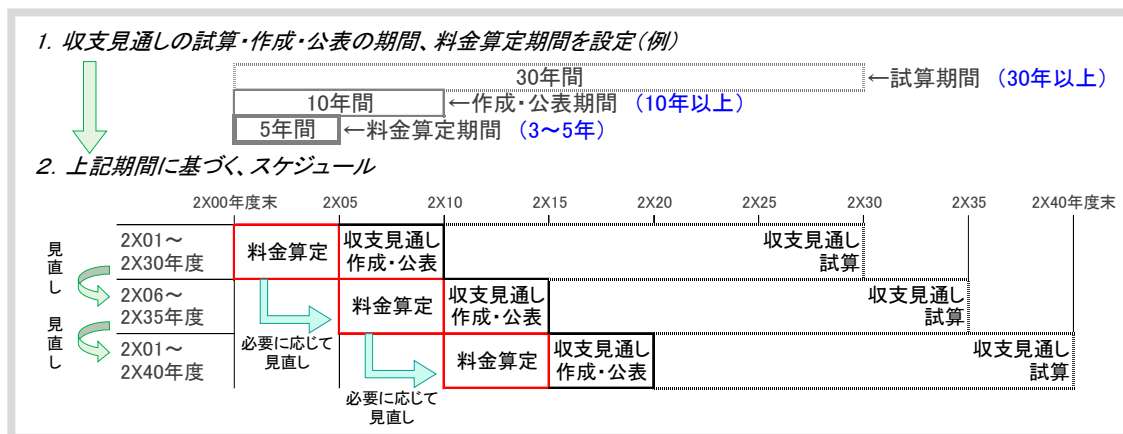 1. 収支見通しの試算・作成・公表の期間、料金算定期間を設定(例)
30年間 ←試算期間 (30年以上)
10年間 ←作成・公表期間 (10年以上)
5年間 ←料金算定期間 (3～5年)
2. 上記期間に基づく、スケジュール
2X00年度末 2X05 2X10 2X15 2X20 2X25 2X30 2X35 2X40年度末
見直し
見直し
2X01～
2X30年度
料金算定
収支見通し
作成・公表
収支見通し
試算
2X06～
2X35年度
必要に応じて
見直し
料金算定
収支見通し
作成・公表
収支見通し
試算
2X01～
2X40年度
必要に応じて
見直し
料金算定
収支見通し
作成・公表
収支見通し
試算